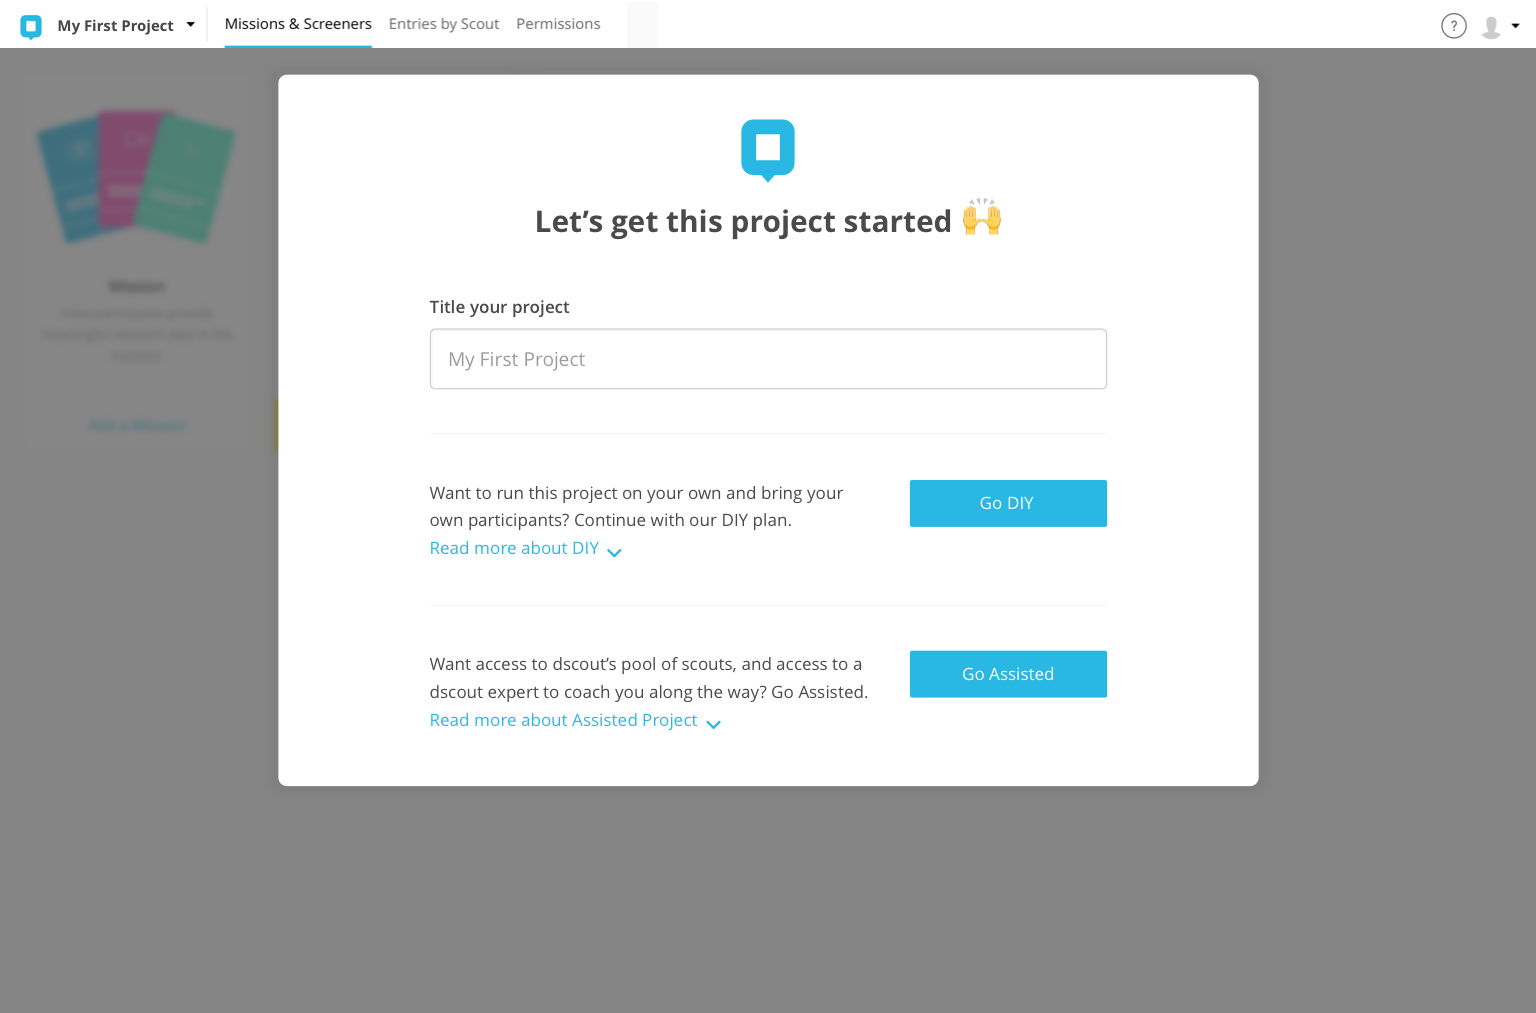 My First Project
Missions & Screeners
Entries by Scout
Permissions
?
Let's get this project started 🙌
Title your project
My First Project
Want to run this project on your own and bring your
own participants? Continue with our DIY plan.
Read more about DIY
Go DIY
Want access to dscout’s pool of scouts, and access to a
dscout expert to coach you along the way? Go Assisted.
Read more about Assisted Project
Go Assisted
Mission
Add a Mission